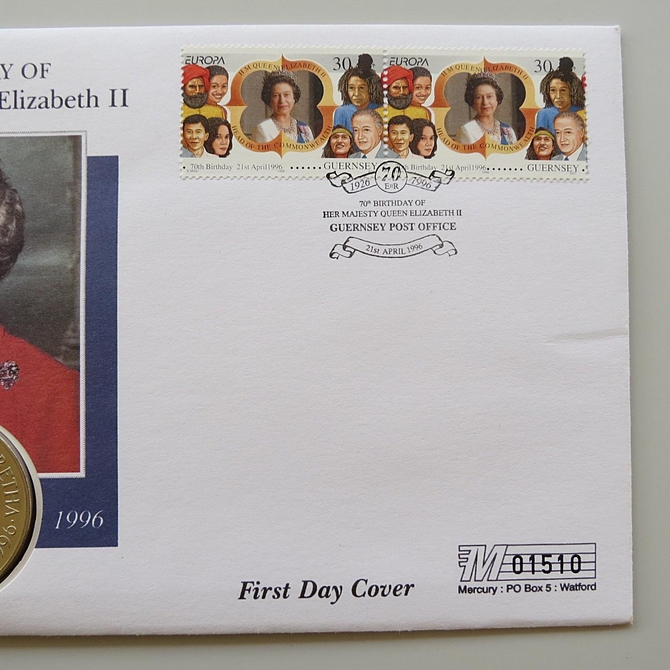 Y OF
Elizabeth II
EUROPA 30
H M QUEEN ELIZABETH II
HEAD OF THE COMMONWEALTH
70th Birthday 21st April 1996 GUERNSEY
EUROPA 30
H M QUEEN ELIZABETH II
HEAD OF THE COMMONWEALTH
70th Birthday 21st April 1996 GUERNSEY
1926 70 1996
EIIR
70th BIRTHDAY OF
HER MAJESTY QUEEN ELIZABETH II
GUERNSEY POST OFFICE
21st APRIL 1996
1996
First Day Cover
M 01510
Mercury : PO Box 5 : Watford